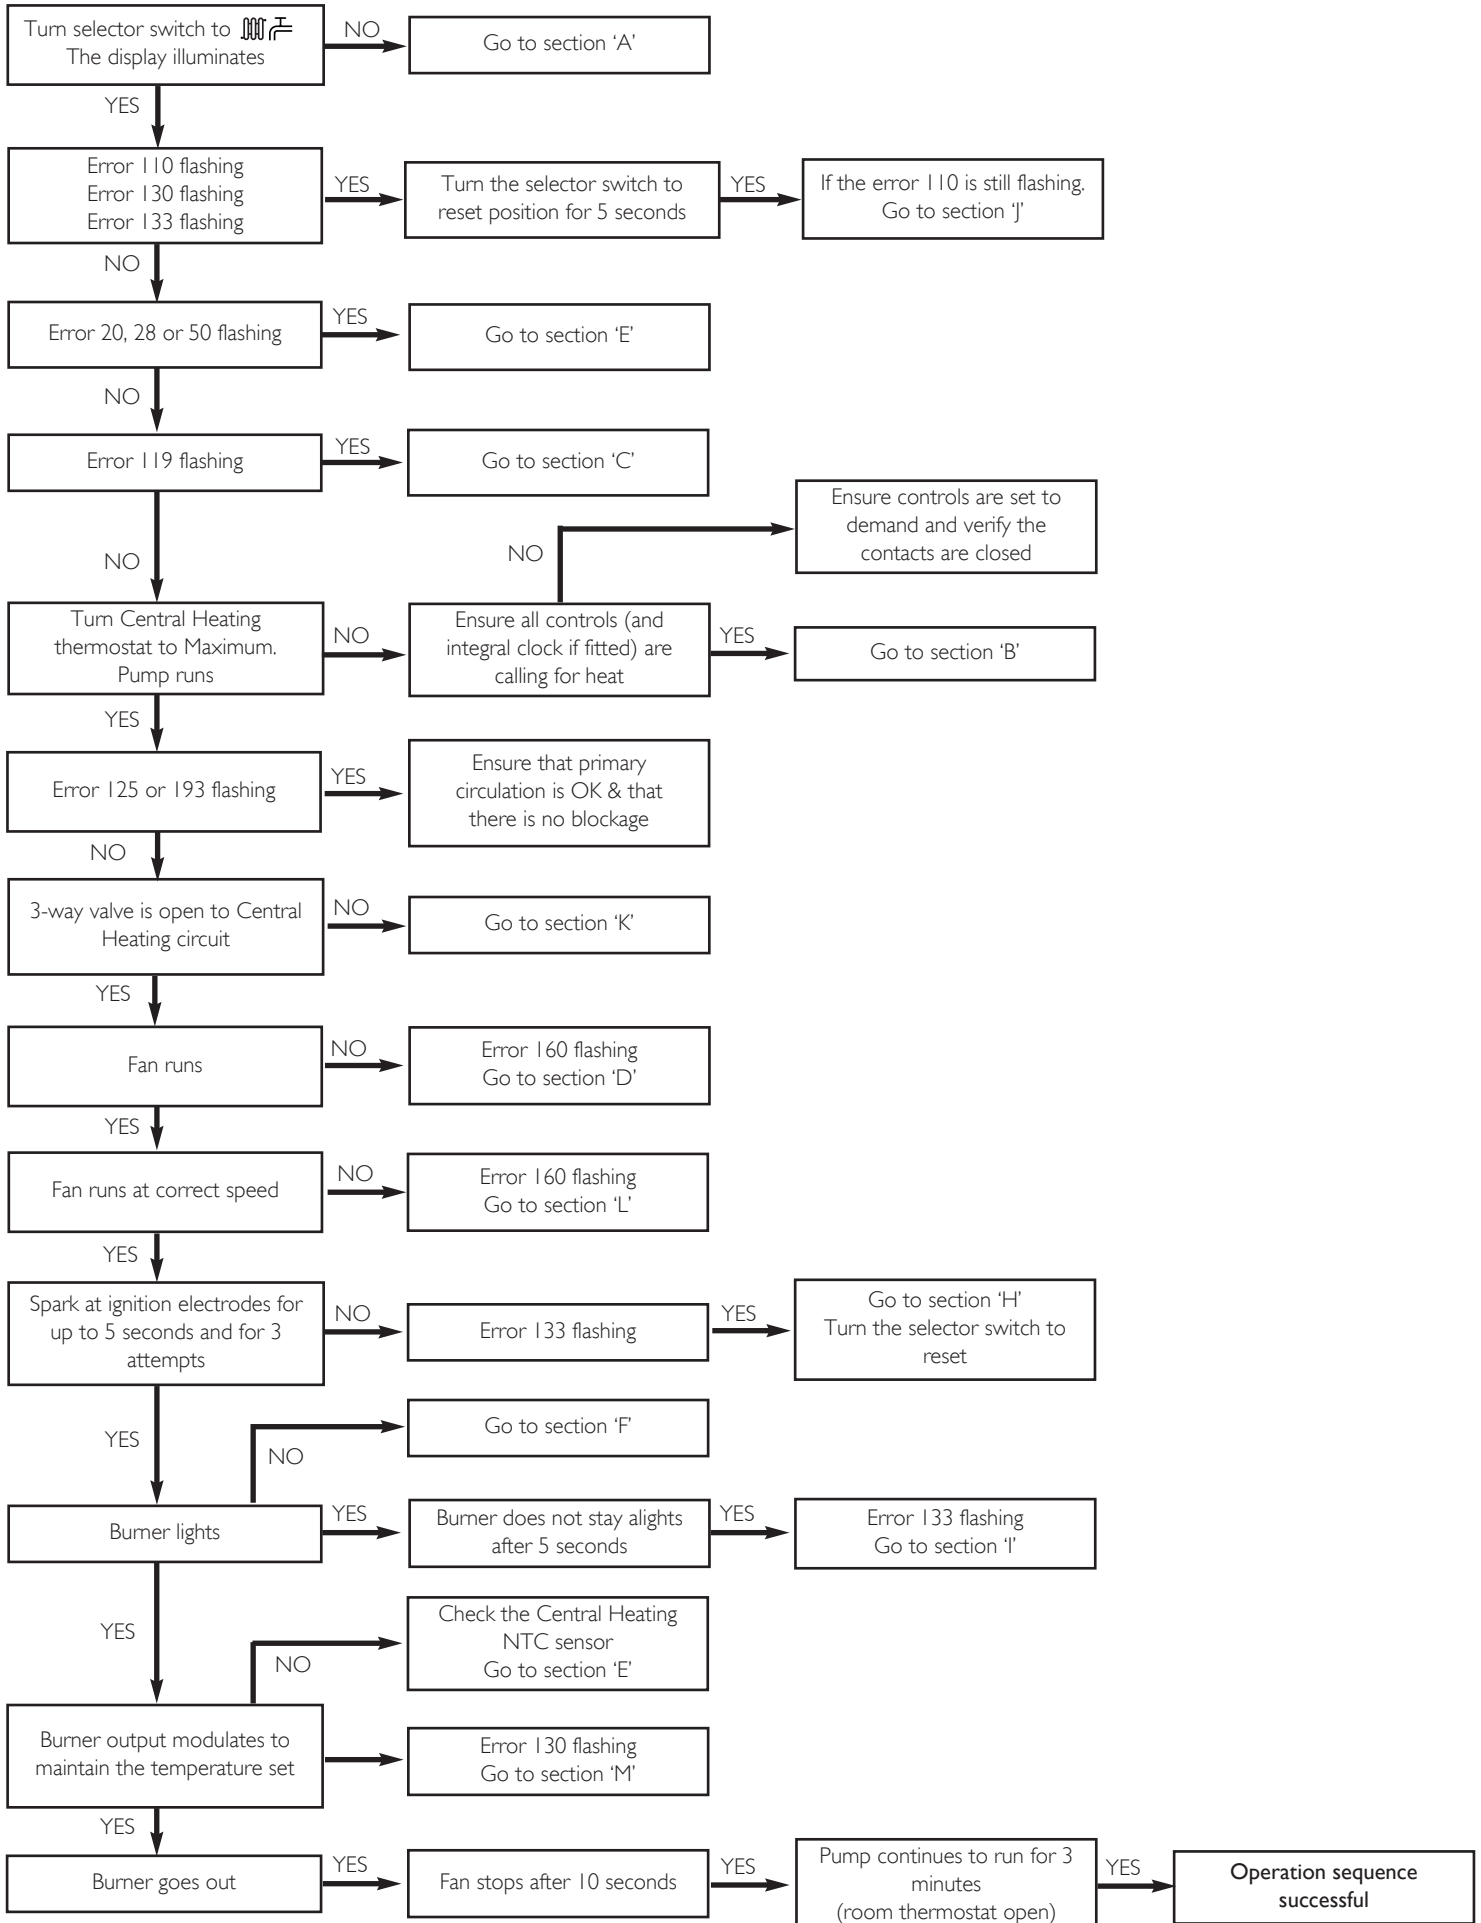 Turn selector switch to
The display illuminates
NO
Go to section ‘A’
YES
Error 110 flashing
Error 130 flashing
Error 133 flashing
YES
Turn the selector switch to
reset position for 5 seconds
YES
If the error 110 is still flashing.
Go to section ‘J’
NO
Error 20, 28 or 50 flashing
YES
Go to section ‘E’
NO
Error 119 flashing
YES
Go to section ‘C’
NO
Ensure controls are set to
demand and verify the
contacts are closed
NO
Turn Central Heating
thermostat to Maximum.
Pump runs
NO
Ensure all controls (and
integral clock if fitted) are
calling for heat
YES
Go to section ‘B’
YES
Error 125 or 193 flashing
YES
Ensure that primary
circulation is OK & that
there is no blockage
NO
3-way valve is open to Central
Heating circuit
NO
Go to section ‘K’
YES
Fan runs
NO
Error 160 flashing
Go to section ‘D’
YES
Fan runs at correct speed
NO
Error 160 flashing
Go to section ‘L’
YES
Spark at ignition electrodes for
up to 5 seconds and for 3
attempts
NO
Error 133 flashing
YES
Go to section ‘H’
Turn the selector switch to
reset
YES
Go to section ‘F’
NO
Burner lights
YES
Burner does not stay alights
after 5 seconds
YES
Error 133 flashing
Go to section ‘I’
YES
Check the Central Heating
NTC sensor
Go to section ‘E’
NO
Burner output modulates to
maintain the temperature set
Error 130 flashing
Go to section ‘M’
YES
Burner goes out
YES
Fan stops after 10 seconds
YES
Pump continues to run for 3
minutes
(room thermostat open)
YES
Operation sequence
successful